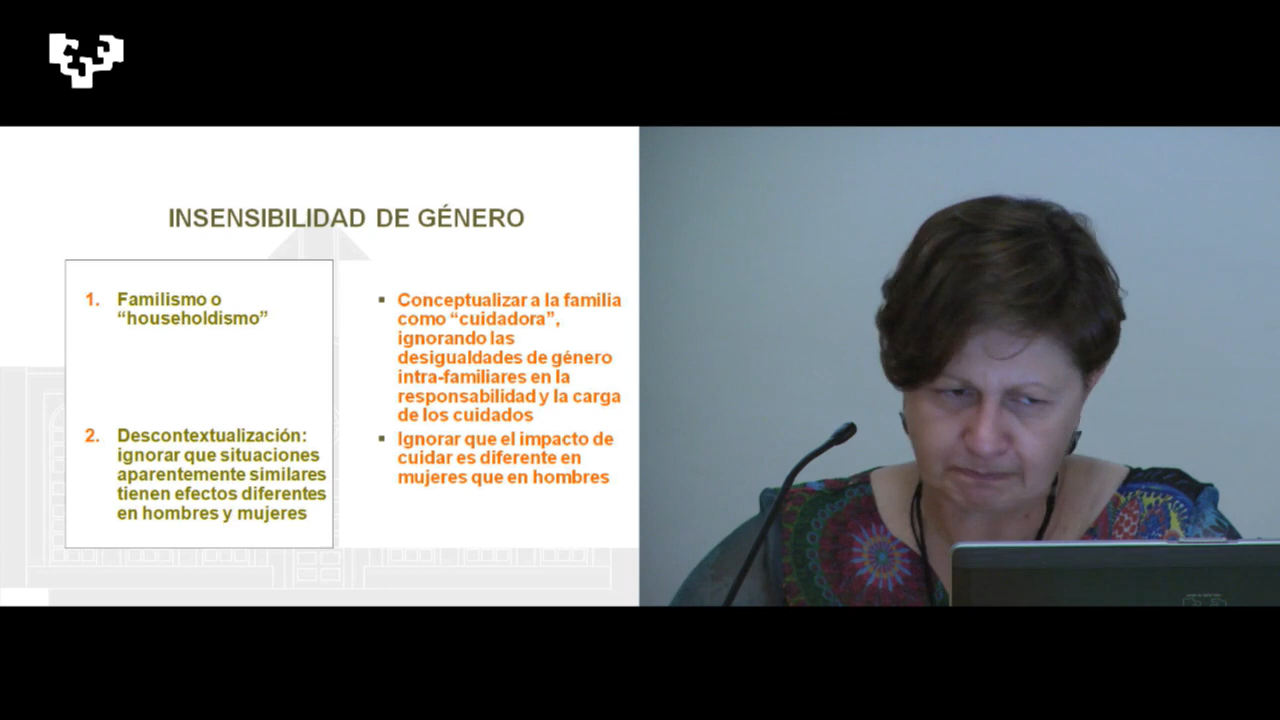 INSENSIBILIDAD DE GÉNERO
1. Familismo o
“householdismo”
2. Descontextualización:
ignorar que situaciones
aparentemente similares
tienen efectos diferentes
en hombres y mujeres
▪ Conceptualizar a la familia
como “cuidadora”,
ignorando las
desigualdades de género
intra-familiares en la
responsabilidad y la carga
de los cuidados
▪ Ignorar que el impacto de
cuidar es diferente en
mujeres que en hombres